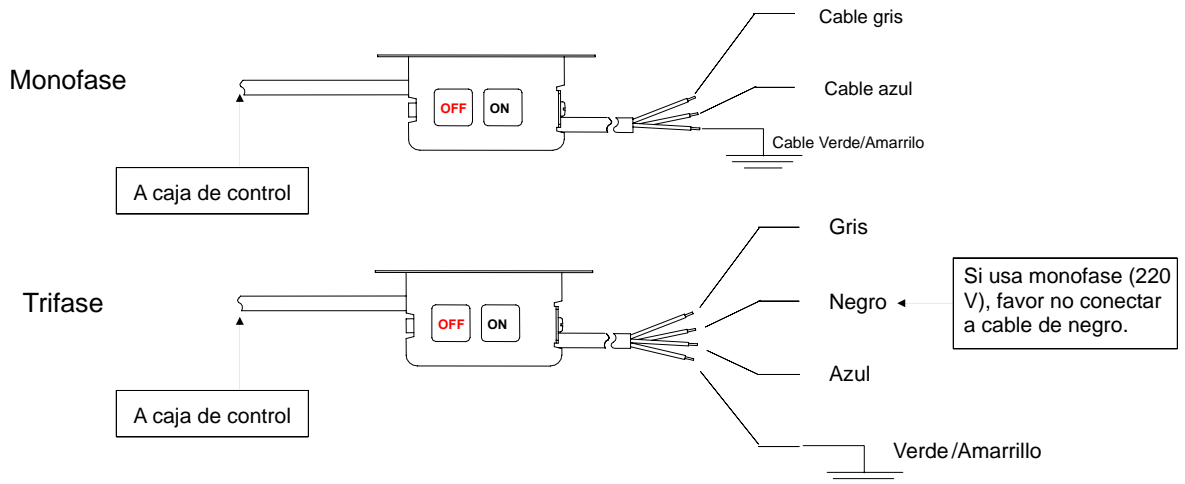 Monofase
OFF ON
Cable gris
Cable azul
Cable Verde/Amarrilo
A caja de control
Trifase
OFF ON
Gris
Negro
Azul
Verde/Amarrillo
Si usa monofase (220
V), favor no conectar
a cable de negro.
A caja de control